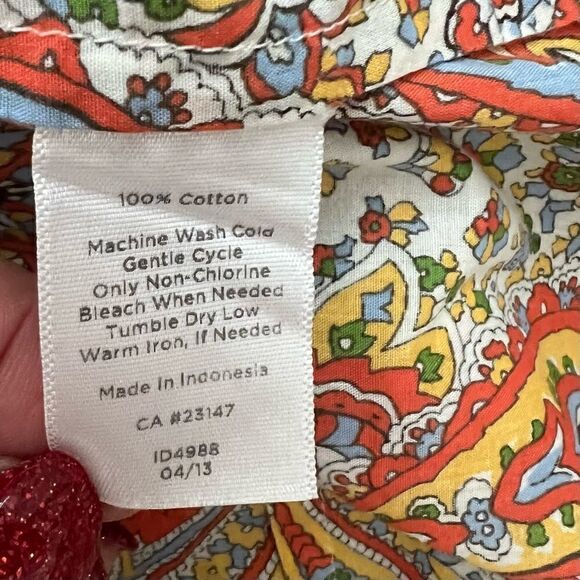 100% Cotton
Machine Wash Cold
Gentle Cycle
Only Non-Chlorine
Bleach When Needed
Tumble Dry Low
Warm Iron, If Needed
Made In Indonesia
CA #23147
ID4988
04/13